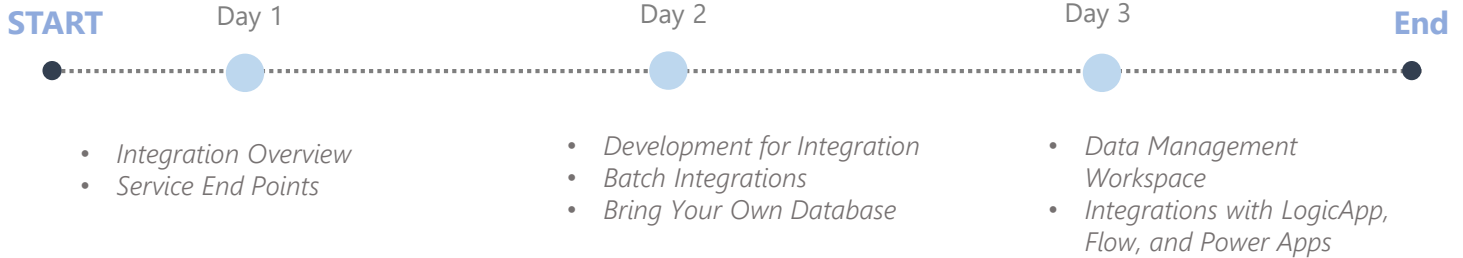 START
Day 1
Day 2
Day 3
End
• Integration Overview
• Service End Points
• Development for Integration
• Batch Integrations
• Bring Your Own Database
• Data Management
Workspace
• Integrations with LogicApp,
Flow, and Power Apps